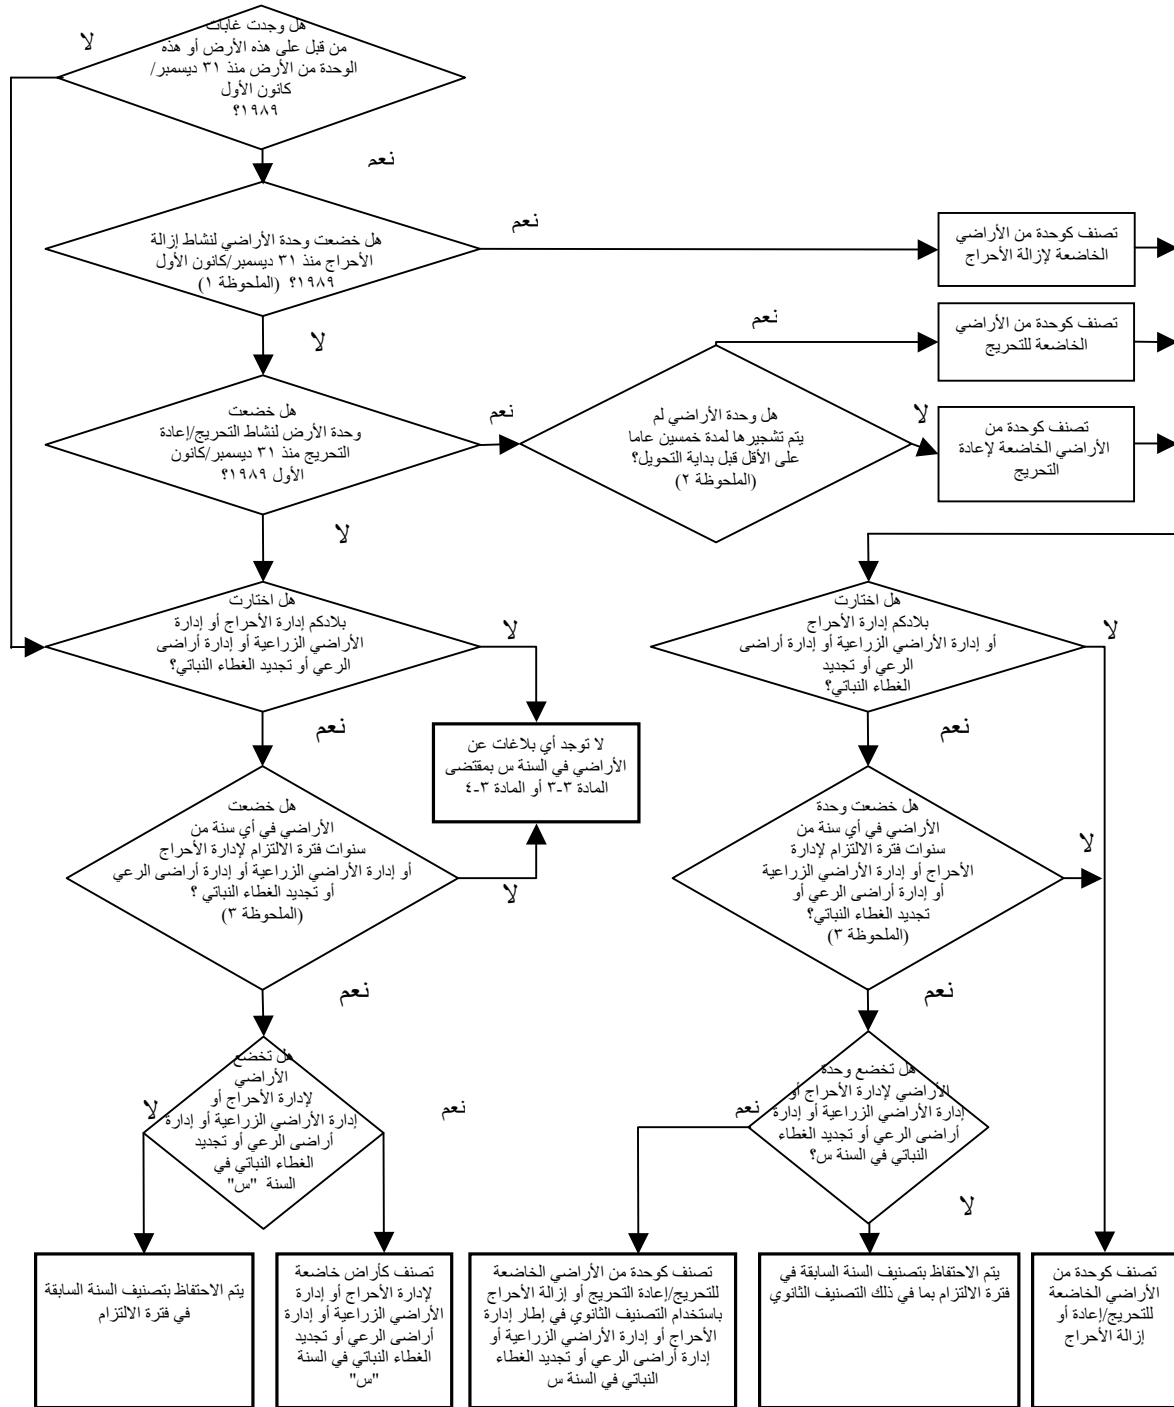 هل وجدت غابات
من قبل على هذه الأرض أو هذه
الوحدة من الأرض منذ ٣١ ديسمبر/
كانون الأول
١٩٨٩؟
لا
نعم
هل خضعت وحدة الأراضي لنشاط إزالة
الأحراج منذ ٣١ ديسمبر/كانون الأول
١٩٨٩؟ (الملحوظة ١)
نعم
تصنف كوحدة من الأراضي
الخاضعة لإزالة الأحراج
لا
نعم
تصنف كوحدة من الأراضي
الخاضعة للتحريج
هل خضعت
وحدة الأرض لنشاط التحريج/إعادة
التحريج منذ ٣١ ديسمبر/كانون
الأول ١٩٨٩؟
نعم
هل وحدة الأراضي لم
يتم تشجيرها لمدة خمسين عاما
على الأقل قبل بداية التحويل؟
(الملحوظة ٢)
لا
تصنف كوحدة من
الأراضي الخاضعة لإعادة
التحريج
لا
هل اختارت
بلادكم إدارة الأحراج أو إدارة
الأراضي الزراعية أو إدارة أراضى
الرعي أو تجديد الغطاء النباتي؟
لا
نعم
لا توجد أي بلاغات عن
الأراضي في السنة س بمقتضى
المادة ٣-٣ أو المادة ٣-٤
هل اختارت
بلادكم إدارة الأحراج
أو إدارة الأراضي الزراعية أو إدارة أراضى
الرعي أو تجديد
الغطاء النباتي؟
لا
نعم
هل خضعت
الأراضي في أي سنة من
سنوات فترة الالتزام لإدارة الأحراج
أو إدارة الأراضي الزراعية أو إدارة أراضى الرعي
أو تجديد الغطاء النباتي ؟
(الملحوظة ٣)
لا
نعم
هل خضعت وحدة
الأراضي في أي سنة من
سنوات فترة الالتزام لإدارة
الأحراج أو إدارة الأراضي الزراعية
أو إدارة أراضى الرعي أو
تجديد الغطاء النباتي؟
(الملحوظة ٣)
لا
نعم
هل تخضع
الأراضي
لإدارة الأحراج أو
إدارة الأراضي الزراعية أو إدارة
أراضى الرعي أو تجديد
الغطاء النباتي في
السنة "س"
لا
نعم
هل تخضع وحدة
الأراضي لإدارة الأحراج أو
إدارة الأراضي الزراعية أو إدارة
أراضى الرعي أو تجديد الغطاء
النباتي في السنة س؟
نعم
لا
يتم الاحتفاظ بتصنيف السنة السابقة
في فترة الالتزام
تصنف كأراض خاضعة
لإدارة الأحراج أو إدارة
الأراضي الزراعية أو إدارة
أراضى الرعي أو تجديد
الغطاء النباتي في السنة
"س"
تصنف كوحدة من الأراضي الخاضعة
للتحريج/إعادة التحريج أو إزالة الأحراج
باستخدام التصنيف الثانوي في إطار إدارة
الأحراج أو إدارة الأراضي الزراعية أو
إدارة أراضى الرعي أو تجديد الغطاء
النباتي في السنة س
يتم الاحتفاظ بتصنيف السنة السابقة في
فترة الالتزام بما في ذلك التصنيف الثانوي
تصنف كوحدة من
الأراضي الخاضعة
للتحريج/إعادة أو
إزالة الأحراج